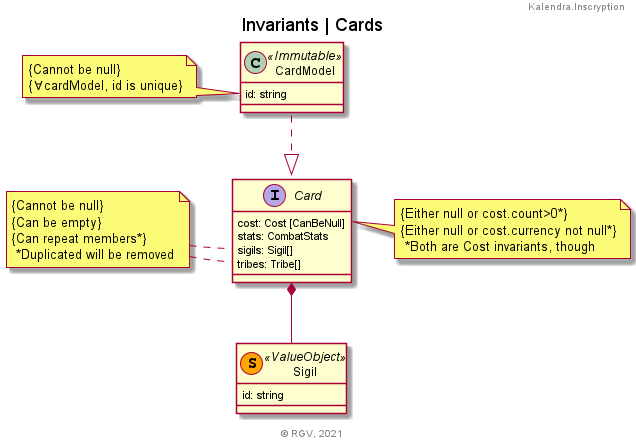 Kalendra.Inscryption
Invariants | Cards
{Cannot be null}
{∀cardModel, id is unique}
C «Immutable»
CardModel
id: string
I Card
cost: Cost [CanBeNull]
stats: CombatStats
sigils: Sigil[]
tribes: Tribe[]
{Cannot be null}
{Can be empty}
{Can repeat members*}
*Duplicated will be removed
{Either null or cost.count>0*}
{Either null or cost.currency not null*}
*Both are Cost invariants, though
S «ValueObject»
Sigil
id: string
© RGV, 2021